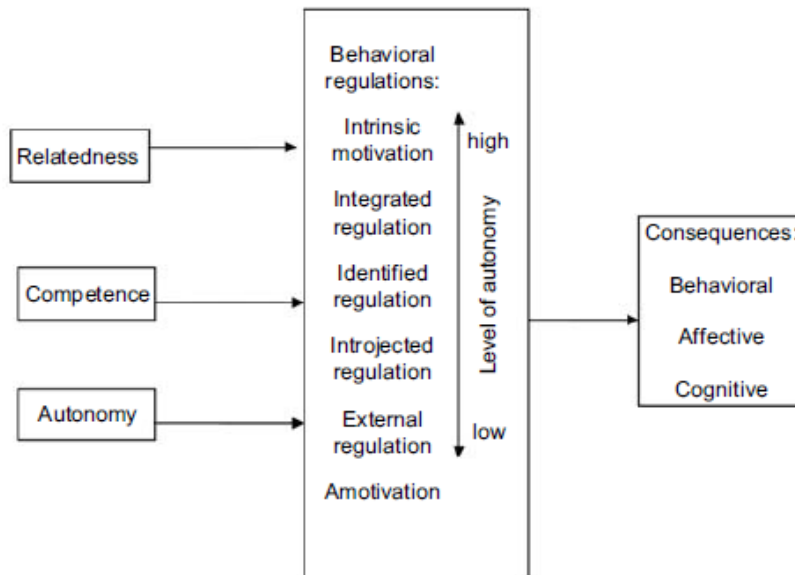 Relatedness
Competence
Autonomy
Behavioral
regulations:
Intrinsic
motivation
Integrated
regulation
Identified
regulation
Introjected
regulation
External
regulation
Amotivation
high
Level of autonomy
low
Consequences:
Behavioral
Affective
Cognitive